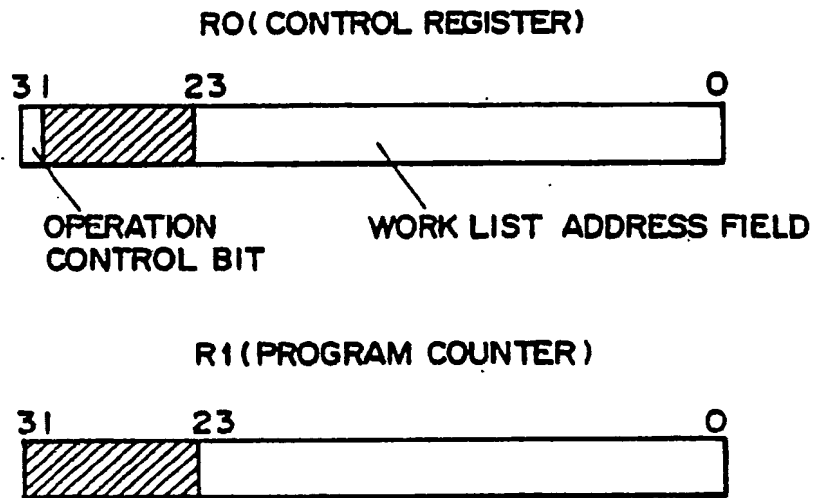 RO(CONTROL REGISTER)
31 23 0
OPERATION
CONTROL BIT
WORK LIST ADDRESS FIELD
R1(PROGRAM COUNTER)
31 23 0